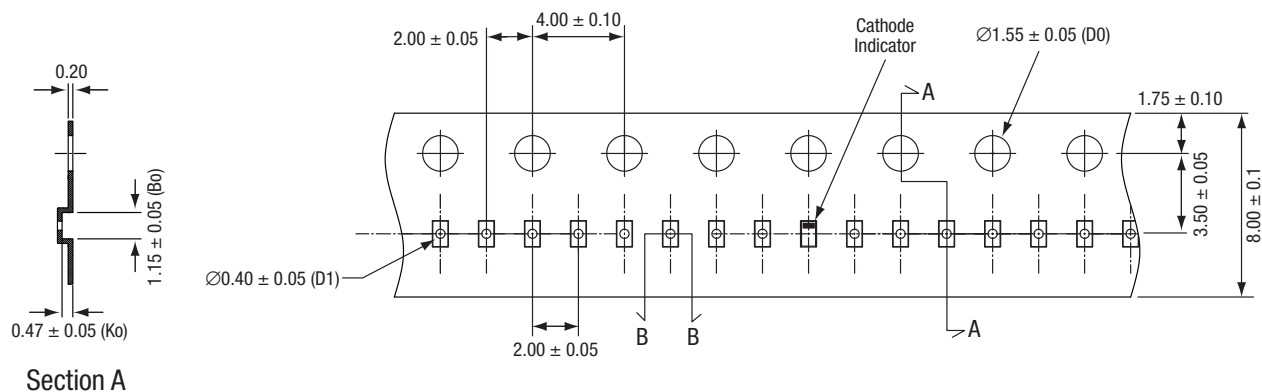 4.00 ± 0.10
2.00 ± 0.05
Cathode
Indicator
∅1.55 ± 0.05 (D0)
0.20
A
1.75 ± 0.10
1.15 ± 0.05 (Bo)
3.50 ± 0.05
8.00 ± 0.1
∅0.40 ± 0.05 (D1)
0.47 ± 0.05 (Ko)
2.00 ± 0.05
B
B
A
Section A